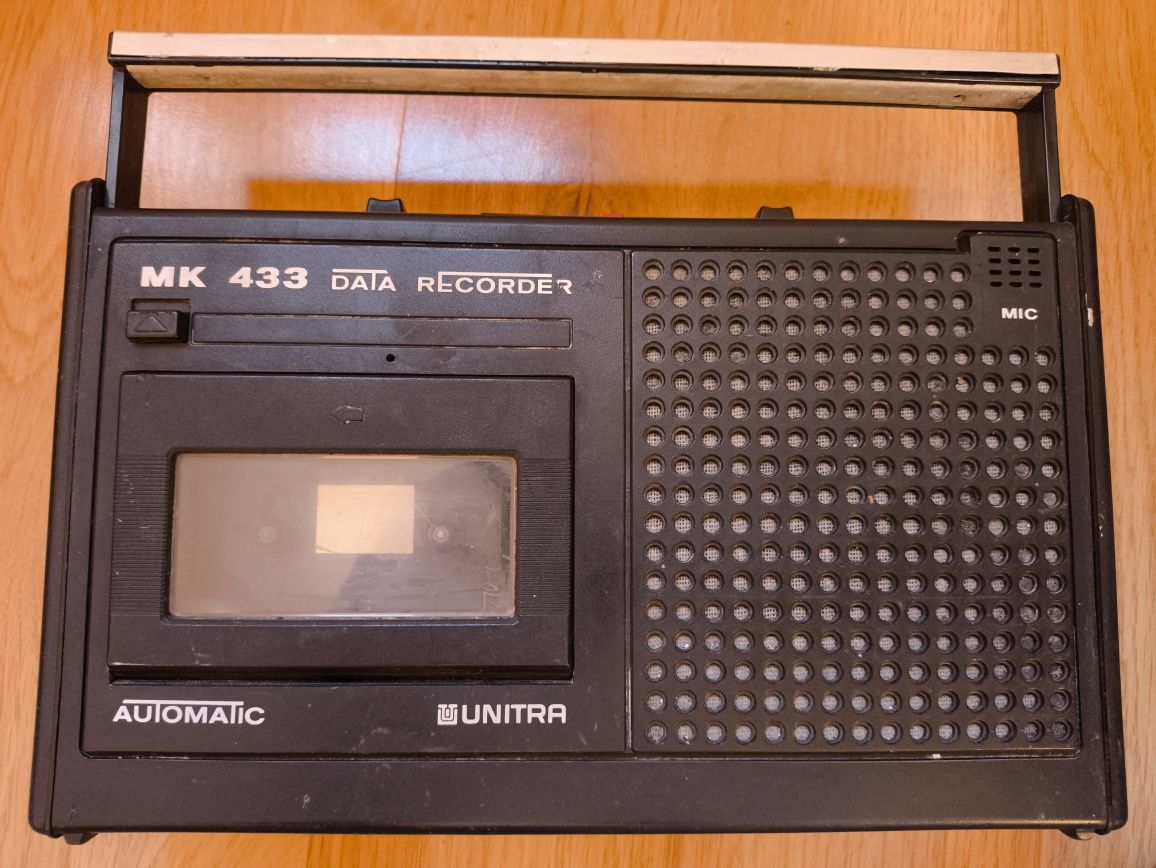 MK 433 DATA RECORDER
MIC
AUTOMATIC
UNITRA